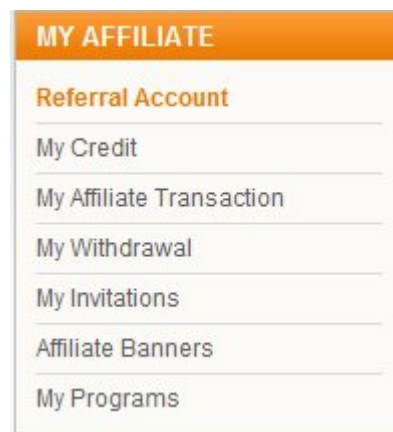 MY AFFILIATE
Referral Account
My Credit
My Affiliate Transaction
My Withdrawal
My Invitations
Affiliate Banners
My Programs